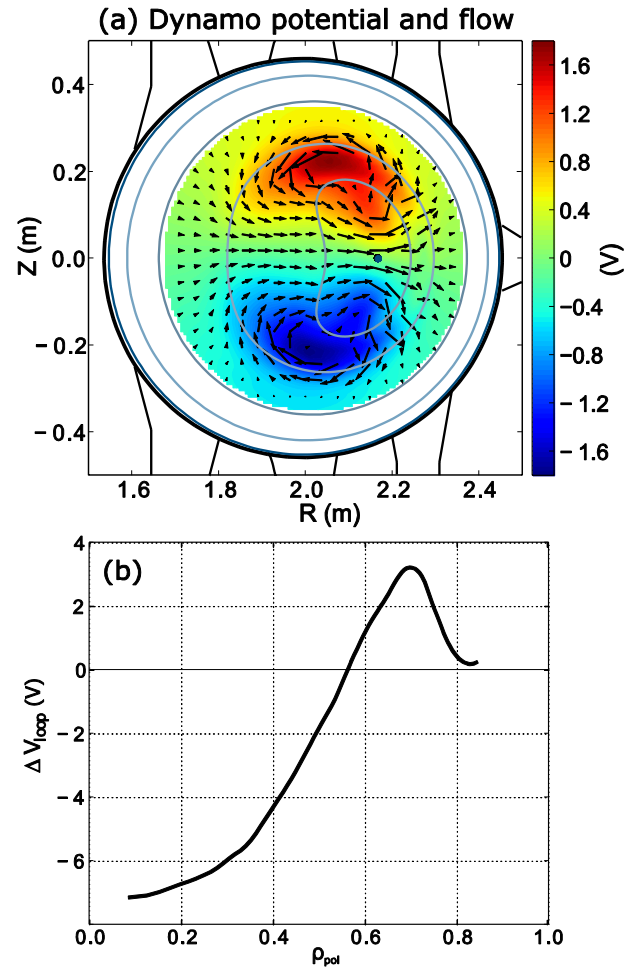 (a) Dynamo potential and flow
0.4
0.2
0.0
− 0.2
− 0.4
Z (m)
1.6 1.8 2.0 2.2 2.4
R (m)
1.6
1.2
0.8
0.4
0.0
− 0.4
− 0.8
− 1.2
− 1.6
(V)
(b)
4
2
0
− 2
− 4
− 6
Δ Vloop (V)
0.0 0.2 0.4 0.6 0.8 1.0
ρpol